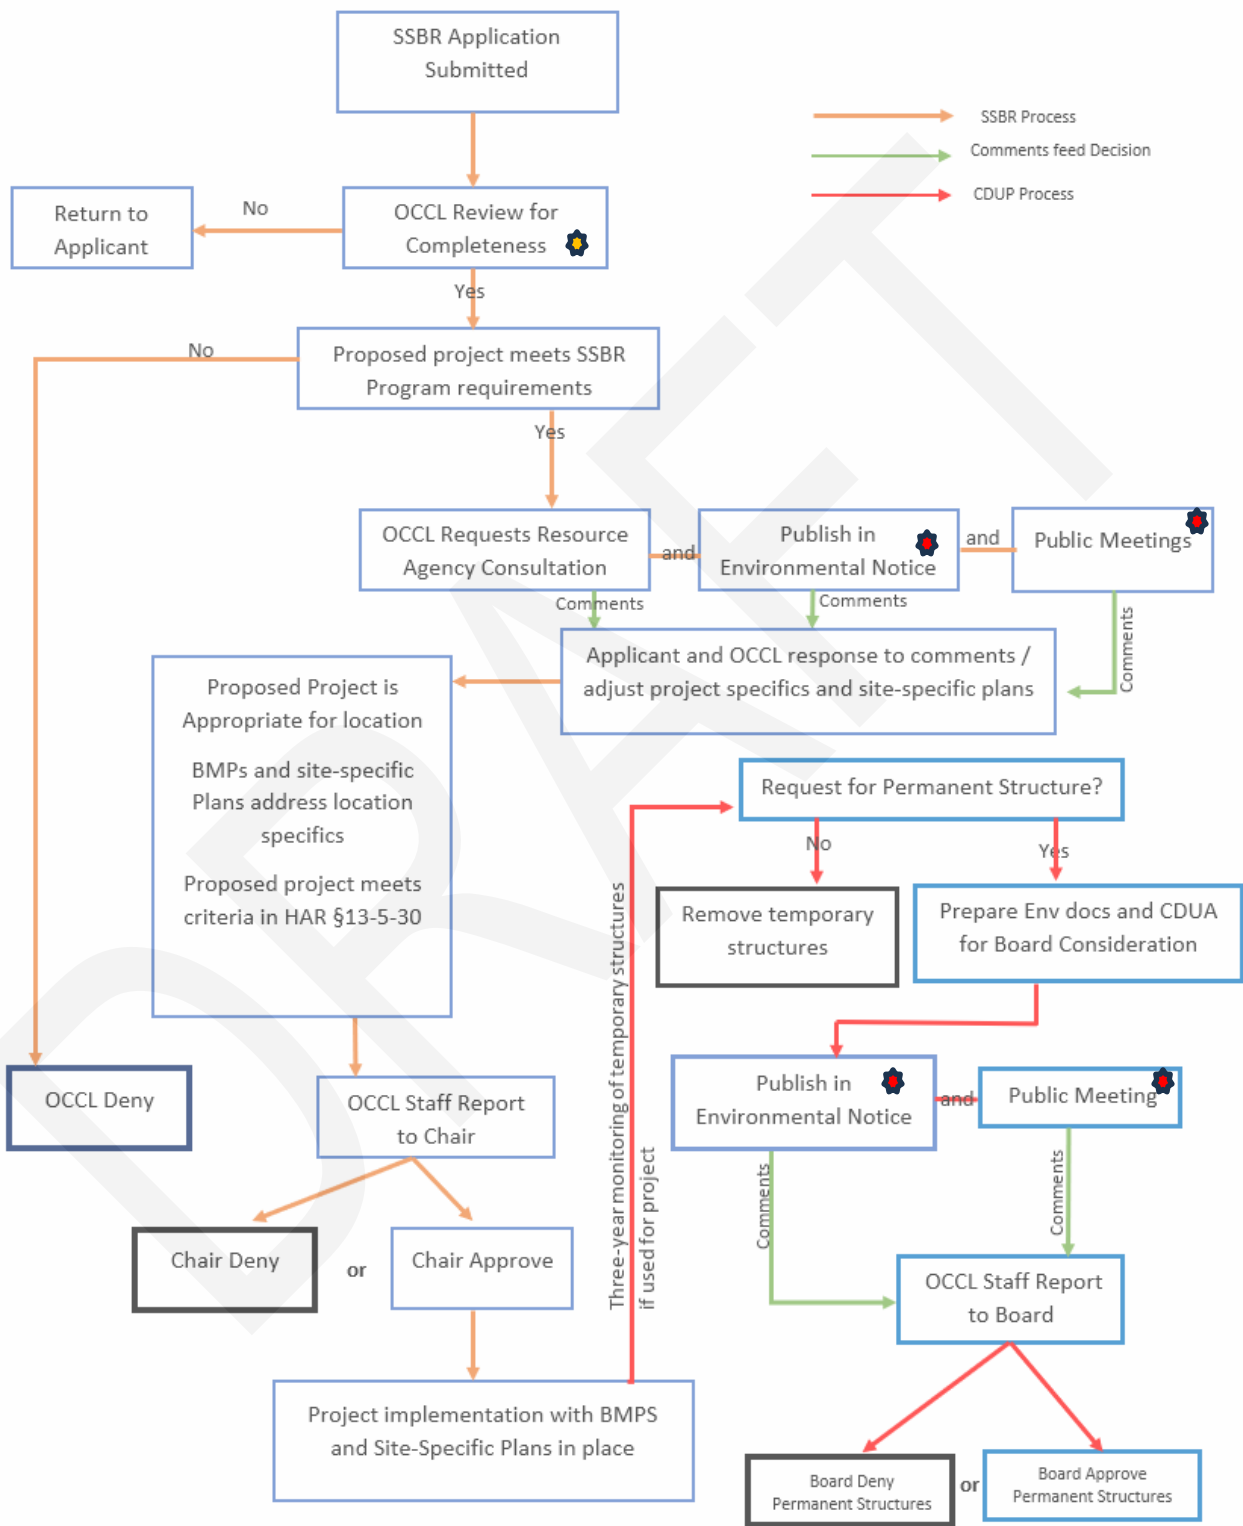 SSBR Application
Submitted
SSBR Process
Comments feed Decision
CDUP Process
Return to
Applicant
No
OCCL Review for
Completeness
Yes
No
Proposed project meets SSBR
Program requirements
Yes
OCCL Requests Resource
Agency Consultation
and
Publish in
Environmental Notice
and
Public Meetings
Comments
Comments
Comments
Applicant and OCCL response to comments /
adjust project specifics and site-specific plans
Proposed Project is
Appropriate for location
BMPs and site-specific
Plans address location
specifics
Proposed project meets
criteria in HAR §13-5-30
Request for Permanent Structure?
No
Yes
Remove temporary
structures
Prepare Env docs and CDUA
for Board Consideration
Three-year monitoring of temporary structures
if used for project
OCCL Deny
OCCL Staff Report
to Chair
Publish in
Environmental Notice
and
Public Meeting
Comments
Comments
Chair Deny
or
Chair Approve
OCCL Staff Report
to Board
Project implementation with BMPS
and Site-Specific Plans in place
Board Deny
Permanent Structures
or
Board Approve
Permanent Structures
DRAFT